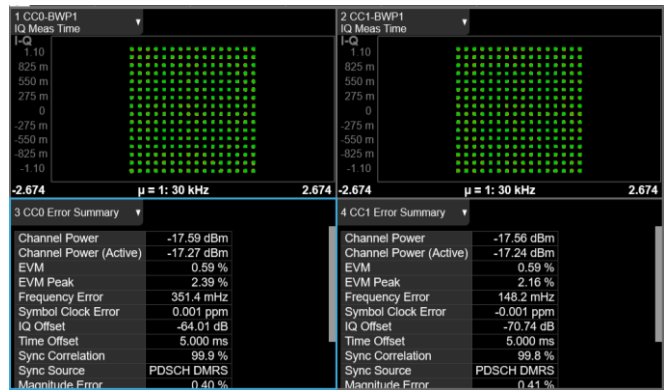 1 CC0-BWP1
IQ Meas Time
I-Q
1.10
825 m
550 m
275 m
0
-275 m
-550 m
-825 m
-1.10
-2.674 µ = 1: 30 kHz 2.674
2 CC1-BWP1
IQ Meas Time
I-Q
1.10
825 m
550 m
275 m
0
-275 m
-550 m
-825 m
-1.10
-2.674 µ = 1: 30 kHz 2.674
3 CC0 Error Summary
Channel Power -17.59 dBm
Channel Power (Active) -17.27 dBm
EVM 0.59 %
EVM Peak 2.39 %
Frequency Error 351.4 mHz
Symbol Clock Error 0.001 ppm
IQ Offset -64.01 dB
Time Offset 5.000 ms
Sync Correlation 99.9 %
Sync Source PDSCH DMRS
Magnitude Error 0.40 %
4 CC1 Error Summary
Channel Power -17.56 dBm
Channel Power (Active) -17.24 dBm
EVM 0.59 %
EVM Peak 2.16 %
Frequency Error 148.2 mHz
Symbol Clock Error -0.001 ppm
IQ Offset -70.74 dB
Time Offset 5.000 ms
Sync Correlation 99.8 %
Sync Source PDSCH DMRS
Magnitude Error 0.41 %